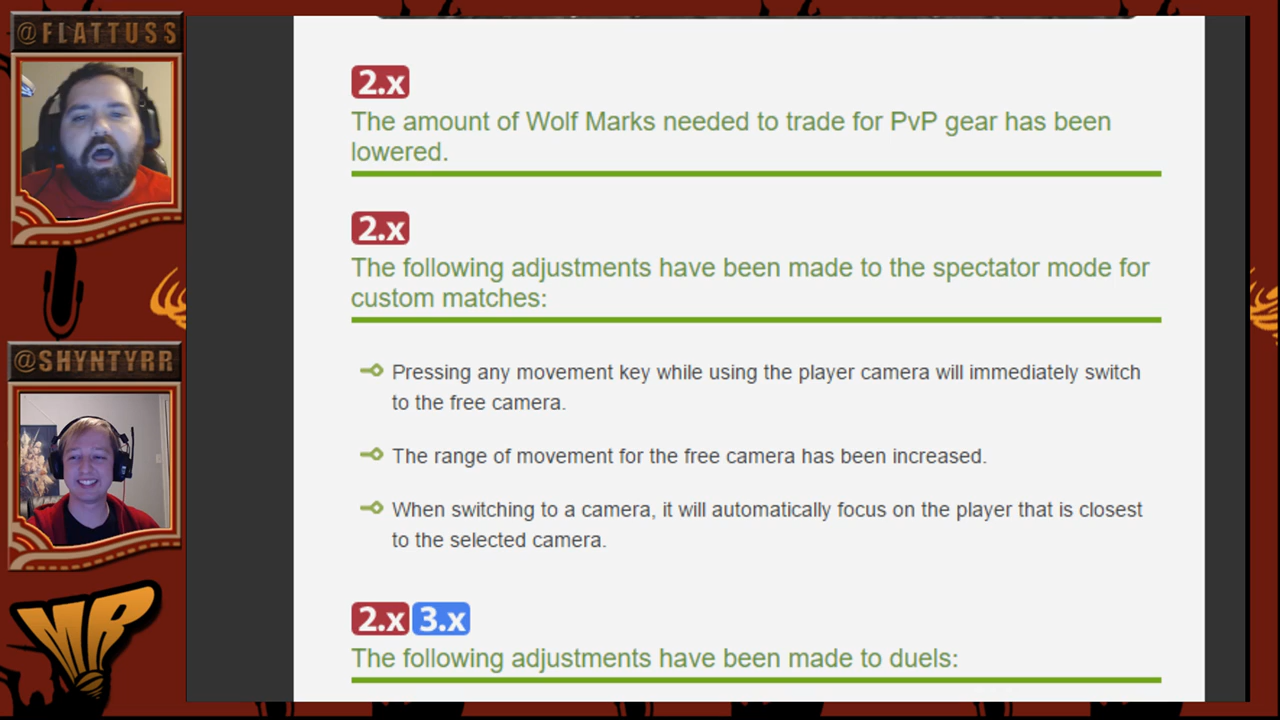 @FLATTUSS
2.x
The amount of Wolf Marks needed to trade for PvP gear has been
lowered.
2.x
The following adjustments have been made to the spectator mode for
custom matches:
Pressing any movement key while using the player camera will immediately switch
to the free camera.
The range of movement for the free camera has been increased.
@SHYNTYRR
When switching to a camera, it will automatically focus on the player that is closest
to the selected camera.
MR
2.x 3.x
The following adjustments have been made to duels: